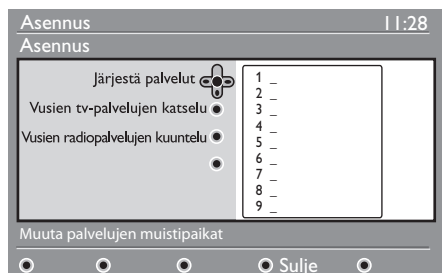 Asennus 11:28
Asennus
Järjestä palvelut
Vusien tv-palvelujen katselu
Vusien radiopalvelujen kuuntelu
1 _
2 _
3 _
4 _
5 _
6 _
7 _
8 _
9 _
Muuta palvelujen muistipaikat
Sulje